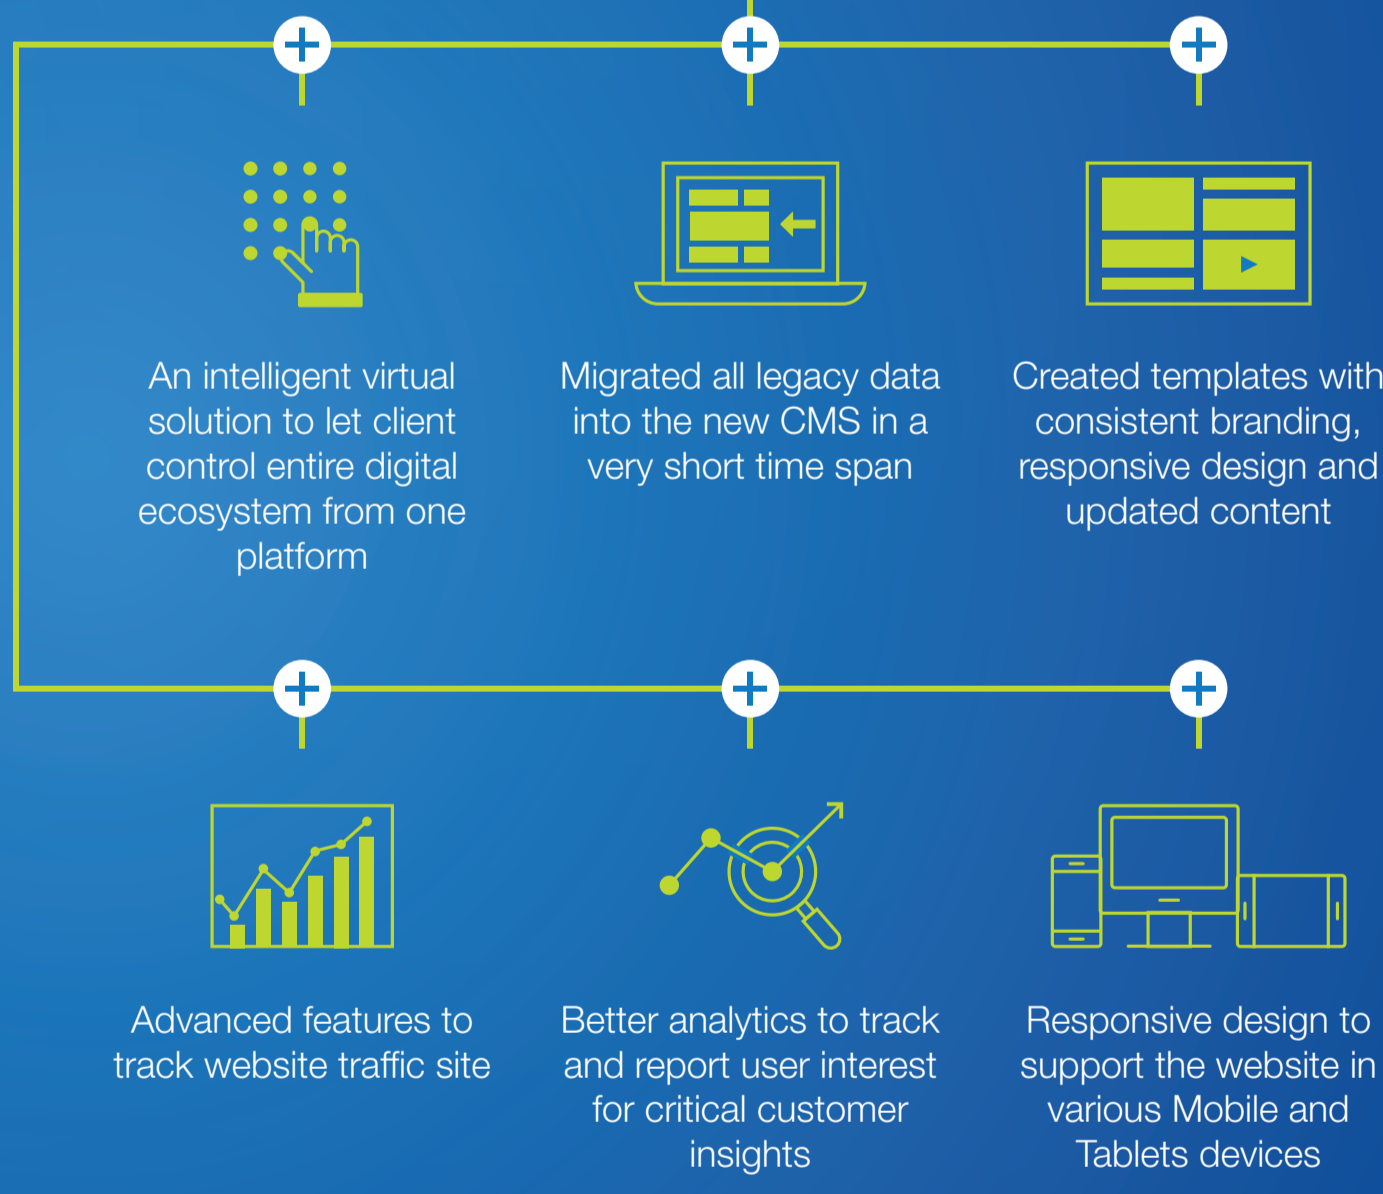 An intelligent virtual
solution to let client
control entire digital
ecosystem from one
platform
Migrated all legacy data
into the new CMS in a
very short time span
Created templates with
consistent branding,
responsive design and
updated content
Advanced features to
track website traffic site
Better analytics to track
and report user interest
for critical customer
insights
Responsive design to
support the website in
various Mobile and
Tablets devices